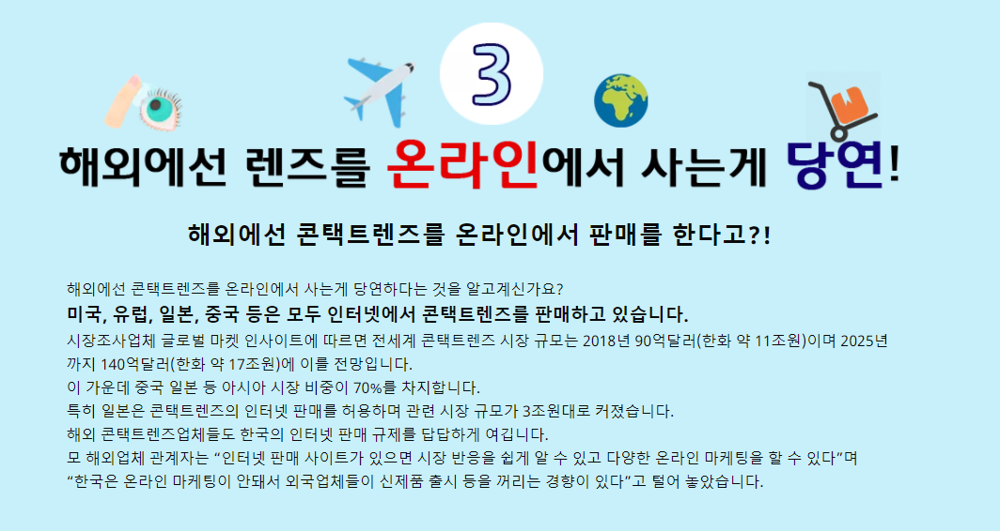 3
해외에선 렌즈를 온라인에서 사는게 당연!
해외에선 콘택트렌즈를 온라인에서 판매를 한다고?!
해외에선 콘택트렌즈를 온라인에서 사는게 당연하다는 것을 알고계신가요?
미국, 유럽, 일본, 중국 등은 모두 인터넷에서 콘택트렌즈를 판매하고 있습니다.
시장조사업체 글로벌 마켓 인사이트에 따르면 전세계 콘택트렌즈 시장 규모는 2018년 90억달러(한화 약 11조원)이며 2025년
까지 140억달러(한화 약 17조원)에 이를 전망입니다.
이 가운데 중국 일본 등 아시아 시장 비중이 70%를 차지합니다.
특히 일본은 콘택트렌즈의 인터넷 판매를 허용하며 관련 시장 규모가 3조원대로 커졌습니다.
해외 콘택트렌즈업체들도 한국의 인터넷 판매 규제를 답답하게 여깁니다.
모 해외업체 관계자는 “인터넷 판매 사이트가 있으면 시장 반응을 쉽게 알 수 있고 다양한 온라인 마케팅을 할 수 있다”며
“한국은 온라인 마케팅이 안돼서 외국업체들이 신제품 출시 등을 꺼리는 경향이 있다”고 털어 놓았습니다.